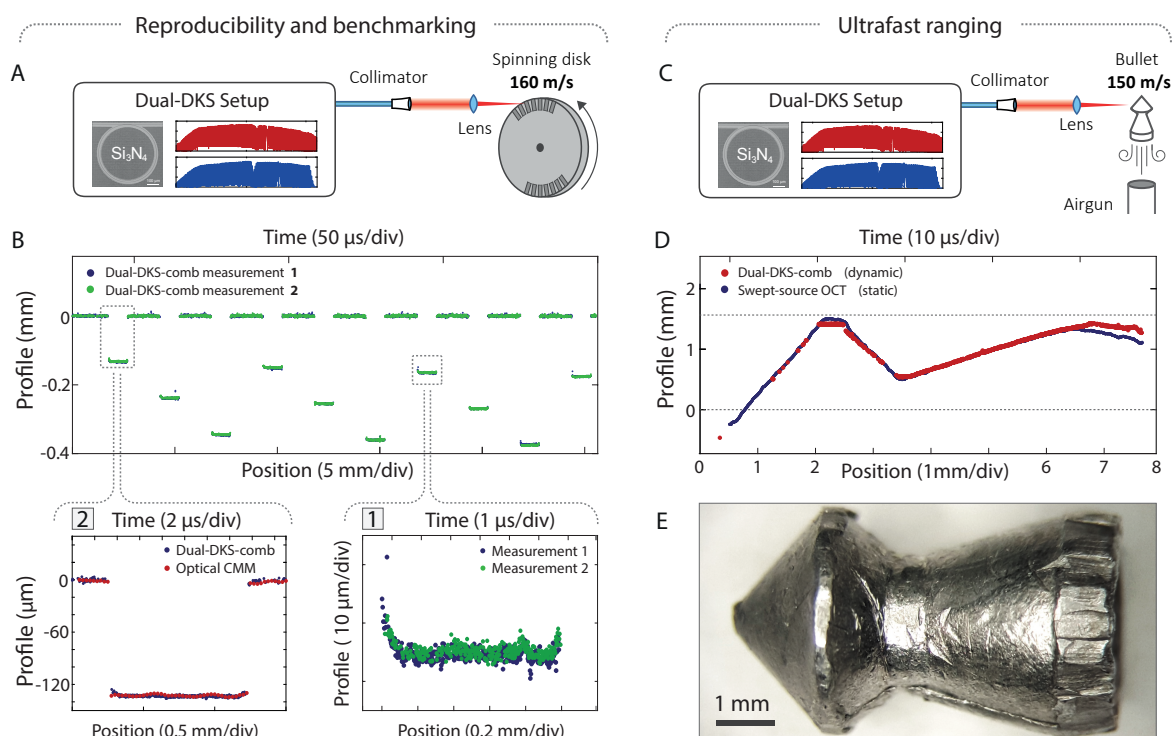 Reproducibility and benchmarking
A
Dual-DKS Setup
Si₃N₄
Collimator
Lens
Spinning disk
160 m/s
B
Time (50 µs/div)
Dual-DKS-comb measurement 1
Dual-DKS-comb measurement 2
Profile (mm)
0
-0.2
-0.4
Position (5 mm/div)
2
Time (2 µs/div)
Dual-DKS-comb
Optical CMM
Profile (µm)
0
-60
-120
Position (0.5 mm/div)
1
Time (1 µs/div)
Measurement 1
Measurement 2
Profile ( 10 µm/div)
Position (0.2 mm/div)
Ultrafast ranging
C
Dual-DKS Setup
Si₃N₄
Collimator
Lens
Bullet
150 m/s
Airgun
D
Time (10 µs/div)
Dual-DKS-comb (dynamic)
Swept-source OCT (static)
Profile (mm)
2
1
0
0 1 2 3 4 5 6 7 8
Position (1mm/div)
E
1 mm